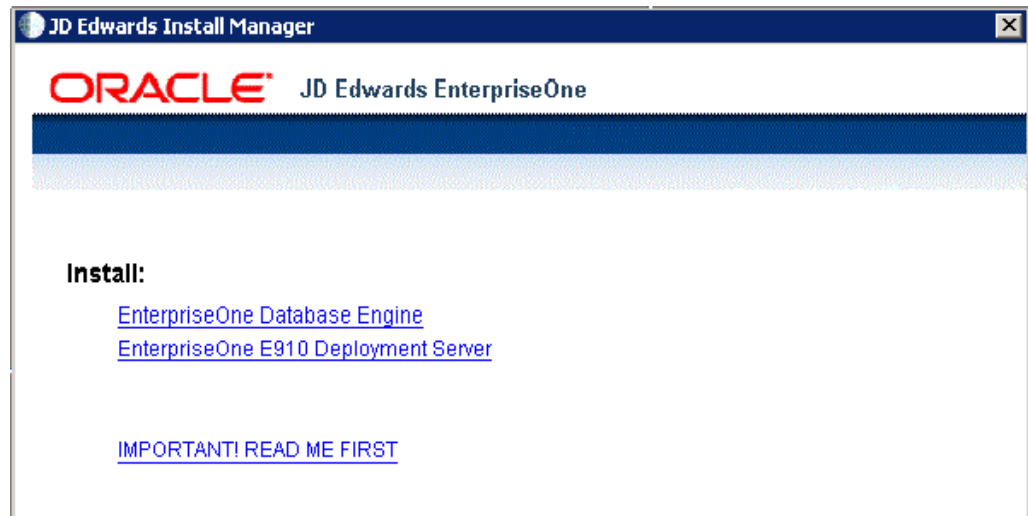 JD Edwards Install Manager
ORACLE JD Edwards EnterpriseOne
Install:
EnterpriseOne Database Engine
EnterpriseOne E910 Deployment Server
IMPORTANT! READ ME FIRST